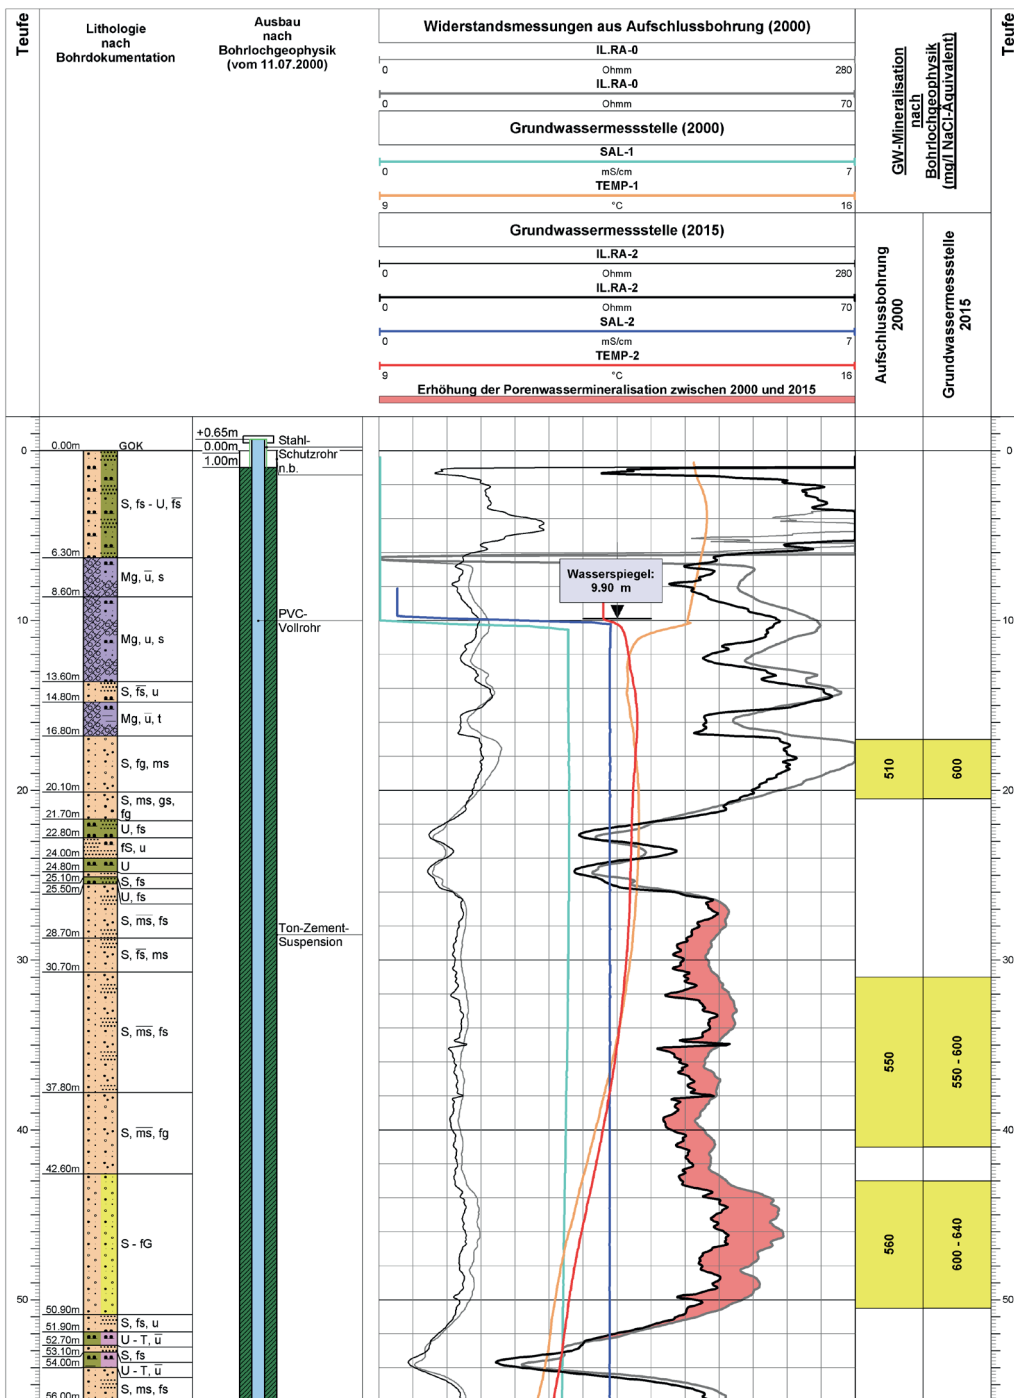 Teufe
Lithologie
nach
Bohrdokumentation
Ausbau
nach
Bohrlochgeophysik
(vom 11.07.2000)
Widerstandsmessungen aus Aufschlussbohrung (2000)
IL.RA-0
0 Ohmm 280
IL.RA-0
0 Ohmm 70
Grundwassermessstelle (2000)
SAL-1
0 mS/cm 7
TEMP-1
9 °C 16
Grundwassermessstelle (2015)
IL.RA-2
0 Ohmm 280
IL.RA-2
0 Ohmm 70
SAL-2
0 mS/cm 7
TEMP-2
9 °C 16
Erhöhung der Porenwassermineralisation zwischen 2000 und 2015
GW-Mineralisation
nach
Bohrlochgeophysik
(mg/l NaCl-Äquivalent)
Aufschlussbohrung
2000
Grundwassermessstelle
2015
Teufe
0
10
20
30
40
50
0.00m GOK
6.30m
8.60m
13.60m
14.80m
16.80m
20.10m
21.70m
22.80m
24.00m
24.80m
25.10m
25.50m
28.70m
30.70m
37.80m
42.60m
50.90m
51.90m
52.70m
53.10m
54.00m
56.00m
S, fs - U, f̅s̅
Mg, u̅, s
Mg, u, s
S, f̅s̅, u
Mg, u̅, t
S, fg, ms
S, ms, gs,
fg
U, fs
fS, u
U
S, fs
U, fs
S, m̅s̅, fs
S, f̅s̅, ms
S, m̅s̅, fs
S, m̅s̅, fg
S - fG
S, fs, u
U - T, u̅
S, fs
U - T, u̅
S, ms, fs
+0.65m
0.00m
1.00m
Stahl-
Schutzrohr
n.b.
PVC-
Vollrohr
Ton-Zement-
Suspension
Wasserspiegel:
9.90 m
510
600
550
550 - 600
560
600 - 640
0
10
20
30
40
50